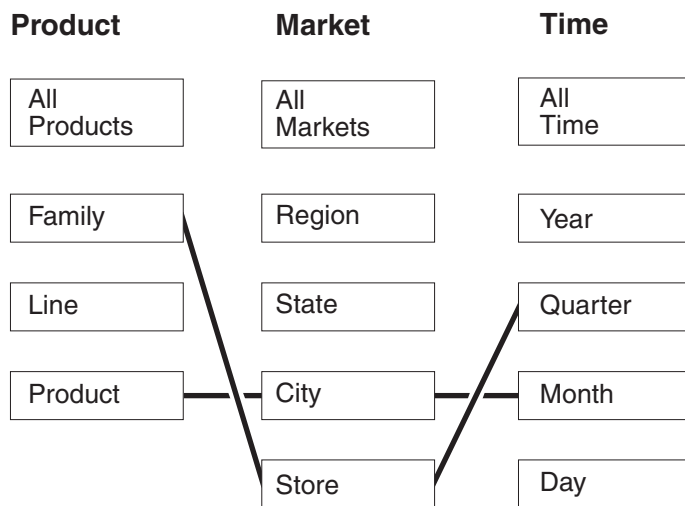 Product Market Time
All
Products
All
Markets
All
Time
Family Region Year
Line State Quarter
Product City Month
Store Day